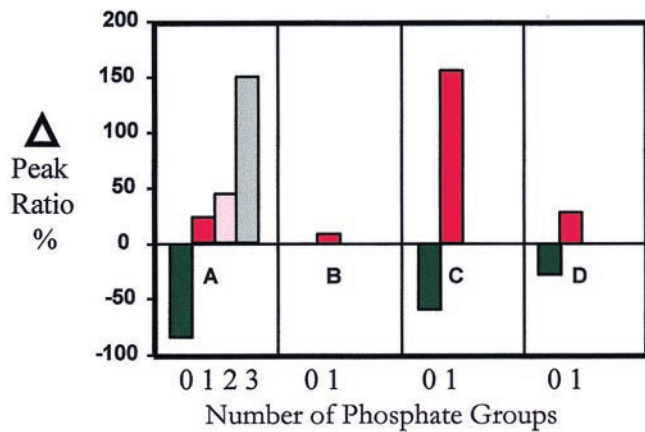 200
150
100
50
0
-50
-100
Δ
Peak
Ratio
%
A
B
C
D
0 1 2 3
0 1
0 1
0 1
Number of Phosphate Groups